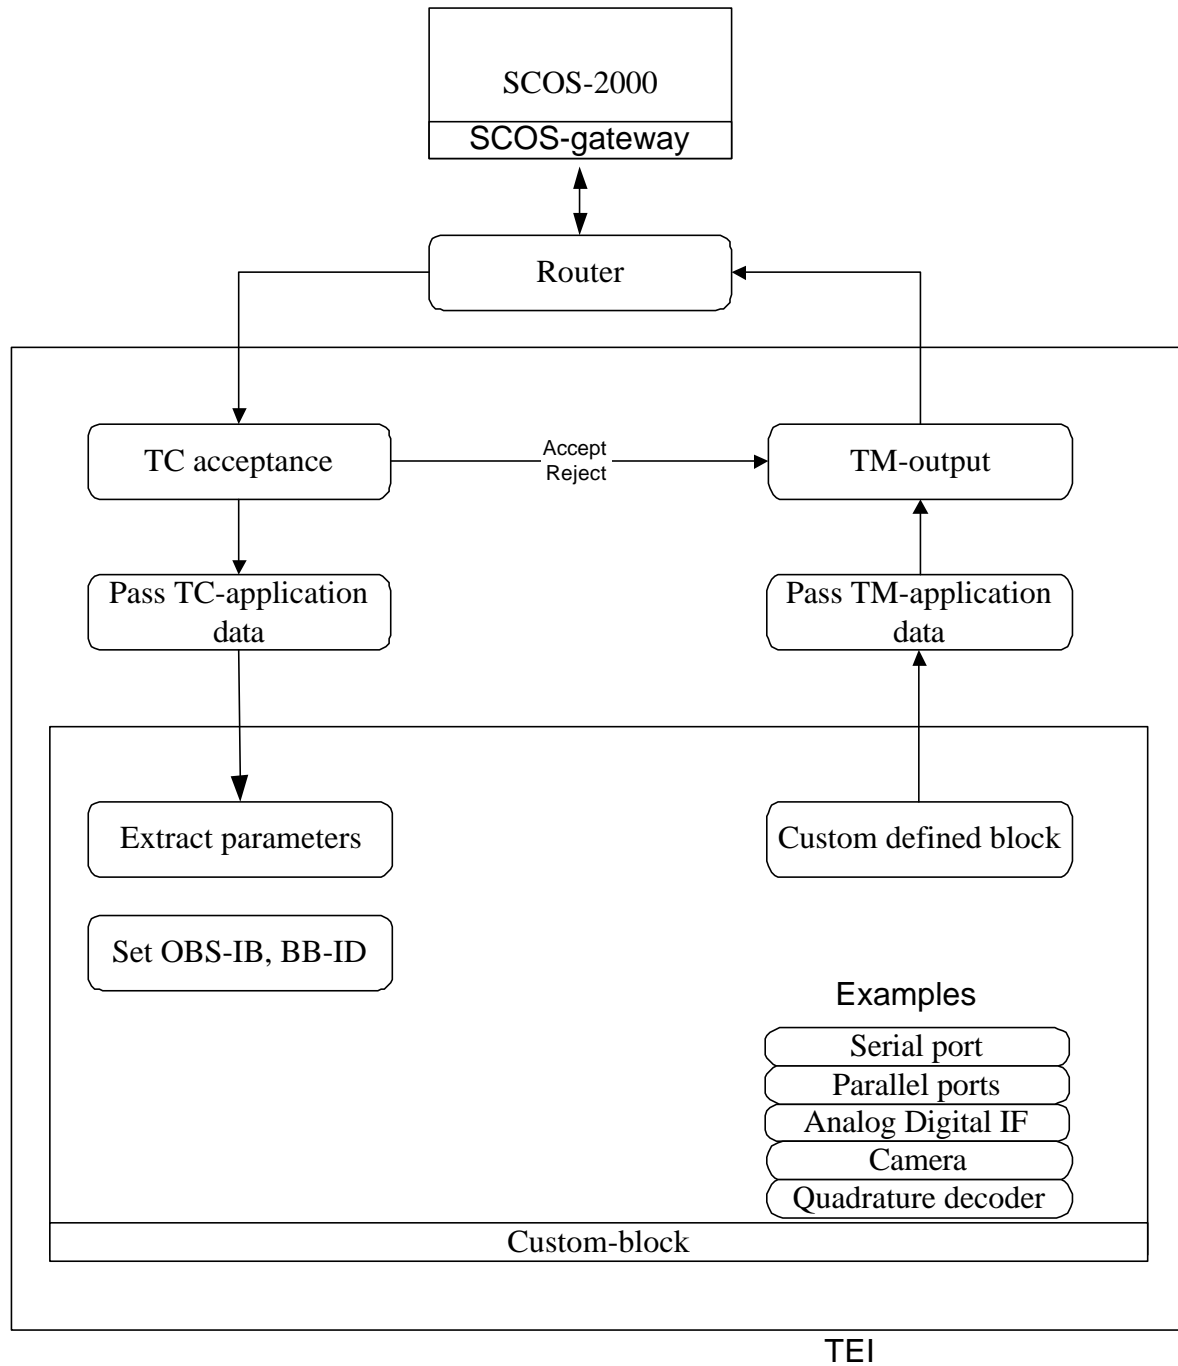 SCOS-2000
SCOS-gateway
Router
TC acceptance
Accept
Reject
TM-output
Pass TC-application
data
Pass TM-application
data
Extract parameters
Custom defined block
Set OBS-IB, BB-ID
Examples
Serial port
Parallel ports
Analog Digital IF
Camera
Quadrature decoder
Custom-block
TEI